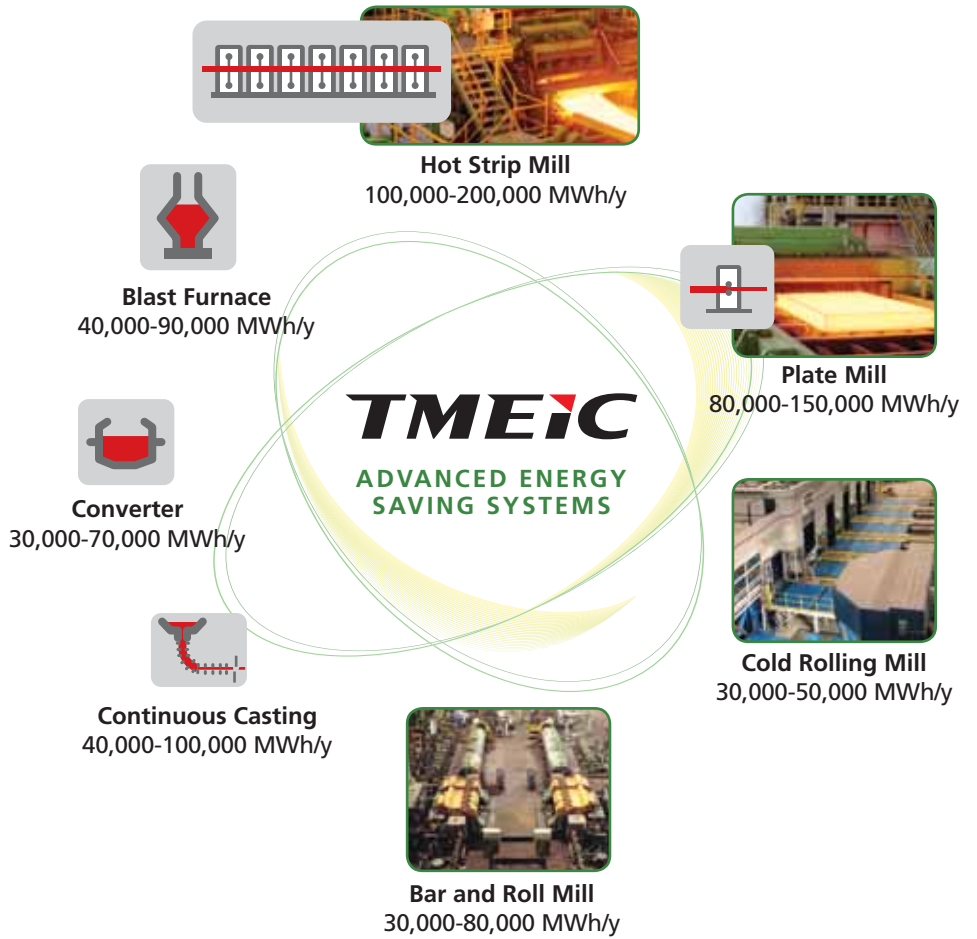 Hot Strip Mill
100,000-200,000 MWh/y
Blast Furnace
40,000-90,000 MWh/y
Plate Mill
80,000-150,000 MWh/y
TMEiC
ADVANCED ENERGY
SAVING SYSTEMS
Converter
30,000-70,000 MWh/y
Cold Rolling Mill
30,000-50,000 MWh/y
Continuous Casting
40,000-100,000 MWh/y
Bar and Roll Mill
30,000-80,000 MWh/y